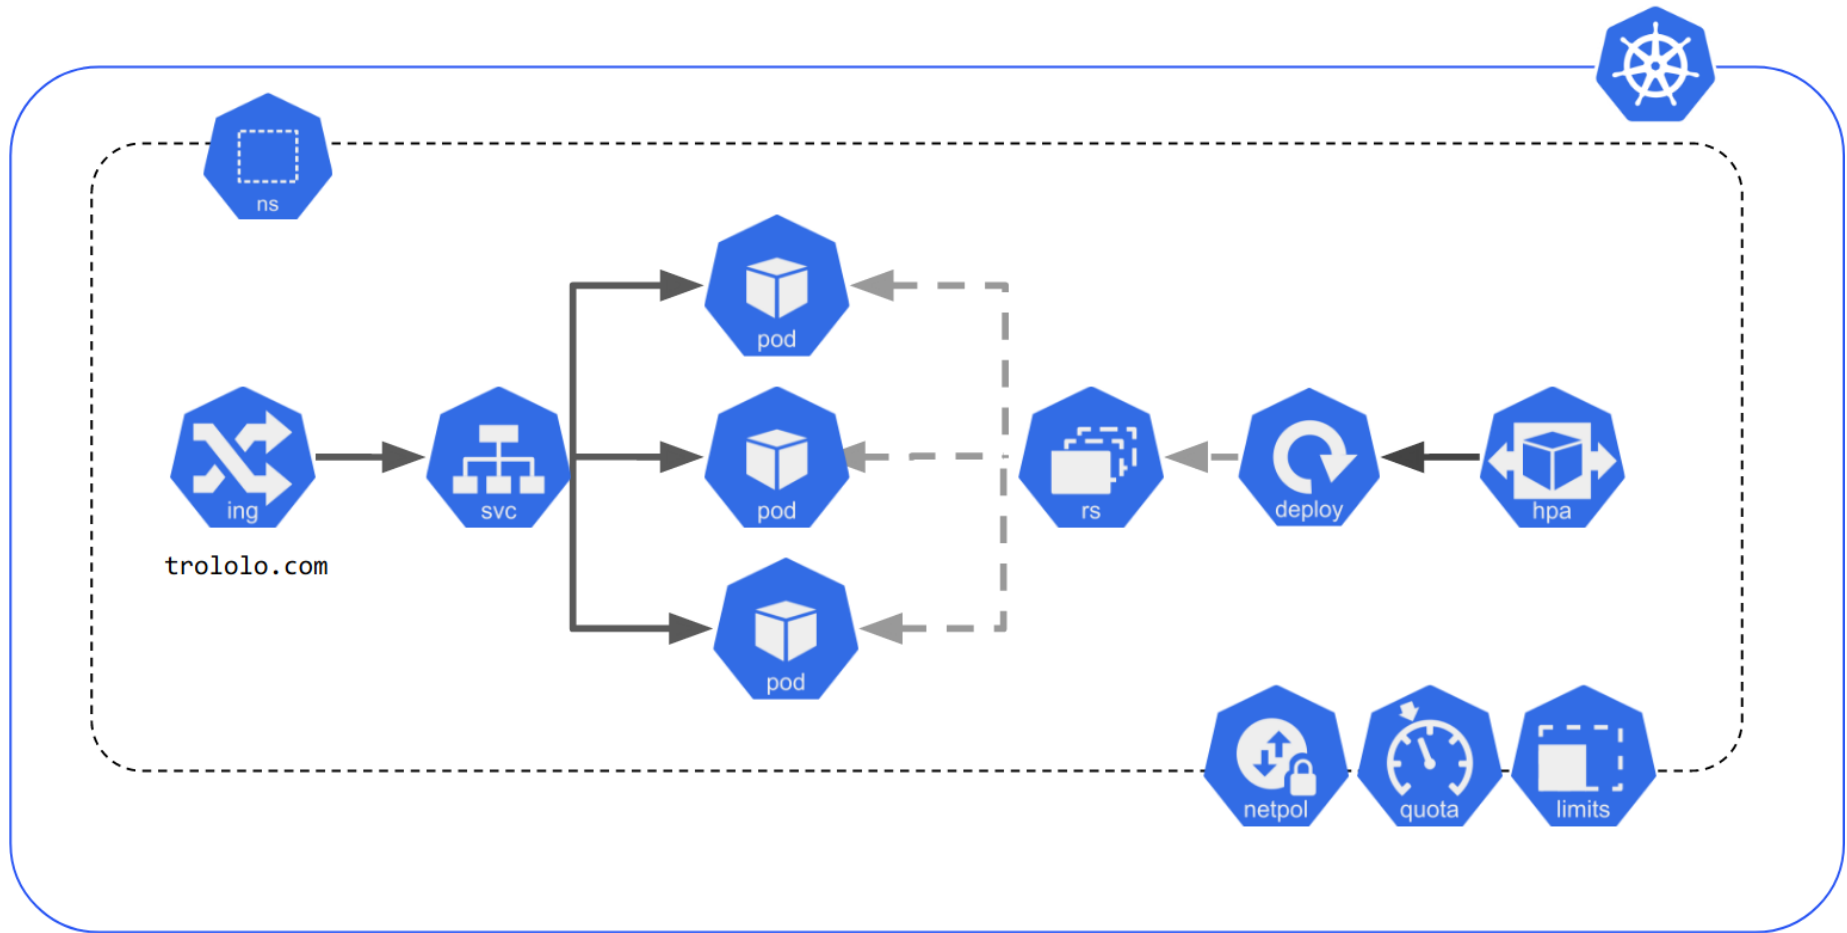 ns
pod
ing
svc
pod
rs
deploy
hpa
trololo.com
pod
netpol
quota
limits